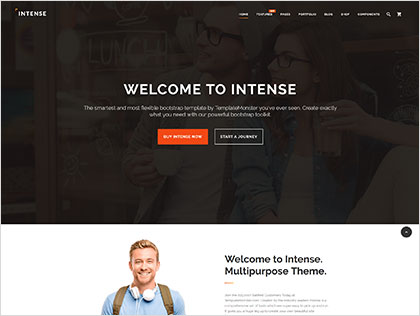 INTENSE
HOME FEATURES PAGES PORTFOLIO BLOG SHOP COMPONENTS
LUNCH
WELCOME TO INTENSE
The smartest and most flexible bootstrap template by TemplateMonster you've ever seen. Create exactly
what you need with our powerful bootstrap toolkit.
BUY INTENSE NOW
START A JOURNEY
Welcome to Intense.
Multipurpose Theme.